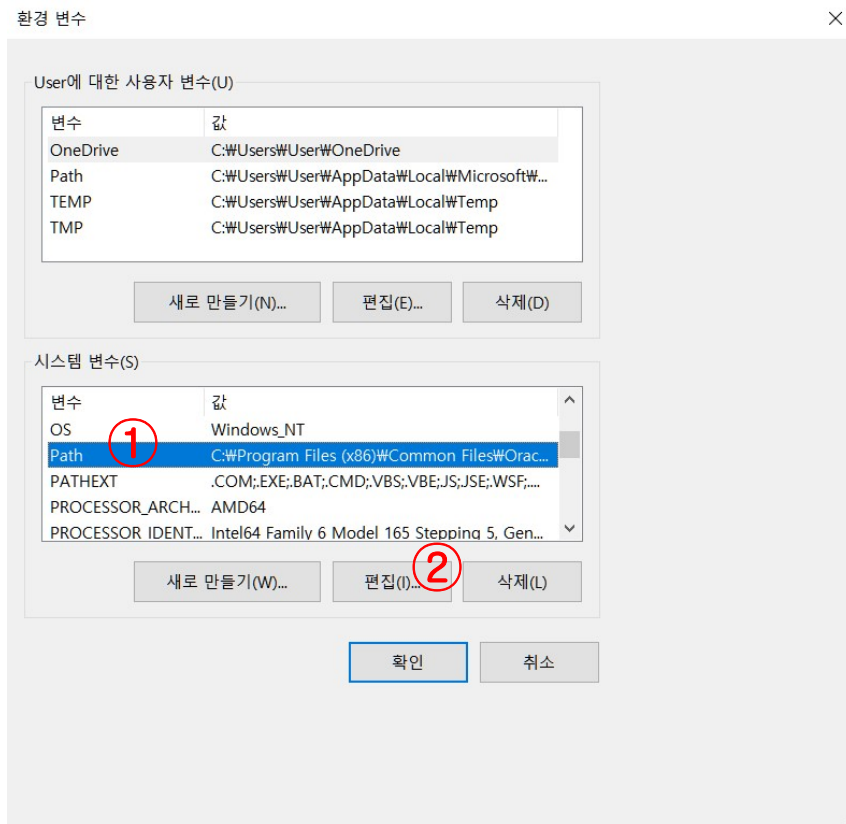 환경 변수
User에 대한 사용자 변수(U)
변수 값
OneDrive C:₩Users₩User₩OneDrive
Path C:₩Users₩User₩AppData₩Local₩Microsoft₩...
TEMP C:₩Users₩User₩AppData₩Local₩Temp
TMP C:₩Users₩User₩AppData₩Local₩Temp
새로 만들기(N)... 편집(E)... 삭제(D)
시스템 변수(S)
변수 값
OS Windows_NT
①
Path C:₩Program Files (x86)₩Common Files₩Orac...
PATHEXT .COM;.EXE;.BAT;.CMD;.VBS;.VBE;.JS;.JSE;.WSF;....
PROCESSOR_ARCH... AMD64
PROCESSOR_IDENT... Intel64 Family 6 Model 165 Stepping 5, Gen...
②
새로 만들기(W)... 편집(I)... 삭제(L)
확인 취소